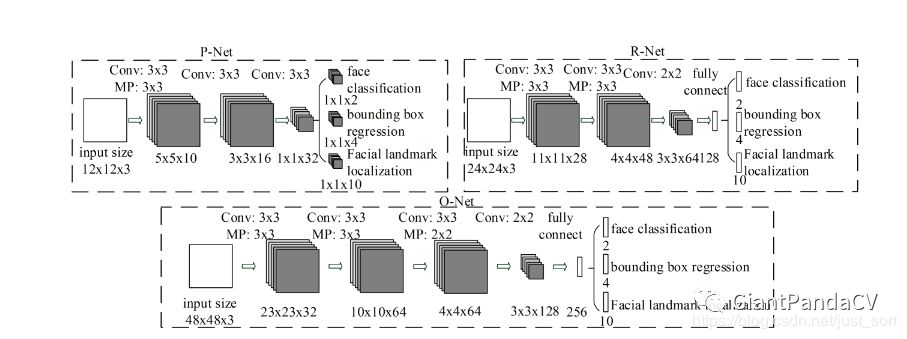 P-Net
Conv: 3x3 Conv: 3x3 Conv: 3x3
MP: 3x3
face
classification
1x1x2
bounding box
regression
1x1x4
Facial landmark
localization
1x1x10
input size
12x12x3
5x5x10 3x3x16 1x1x32
R-Net
Conv: 3x3 Conv: 3x3 Conv: 2x2 fully
MP: 3x3 MP: 3x3 connect
face classification
2
bounding box
regression
4
Facial landmark
localization
10
input size
24x24x3
11x11x28 4x4x48 3x3x64 128
O-Net
Conv: 3x3 Conv: 3x3 Conv: 3x3 Conv: 2x2 fully
MP: 3x3 MP: 3x3 MP: 2x2 connect
face classification
2
bounding box regression
4
Facial landmark
10
input size
48x48x3
23x23x32 10x10x64 4x4x64 3x3x128 256
GiantPandaCV
https://blog.csdn.net/just_sort